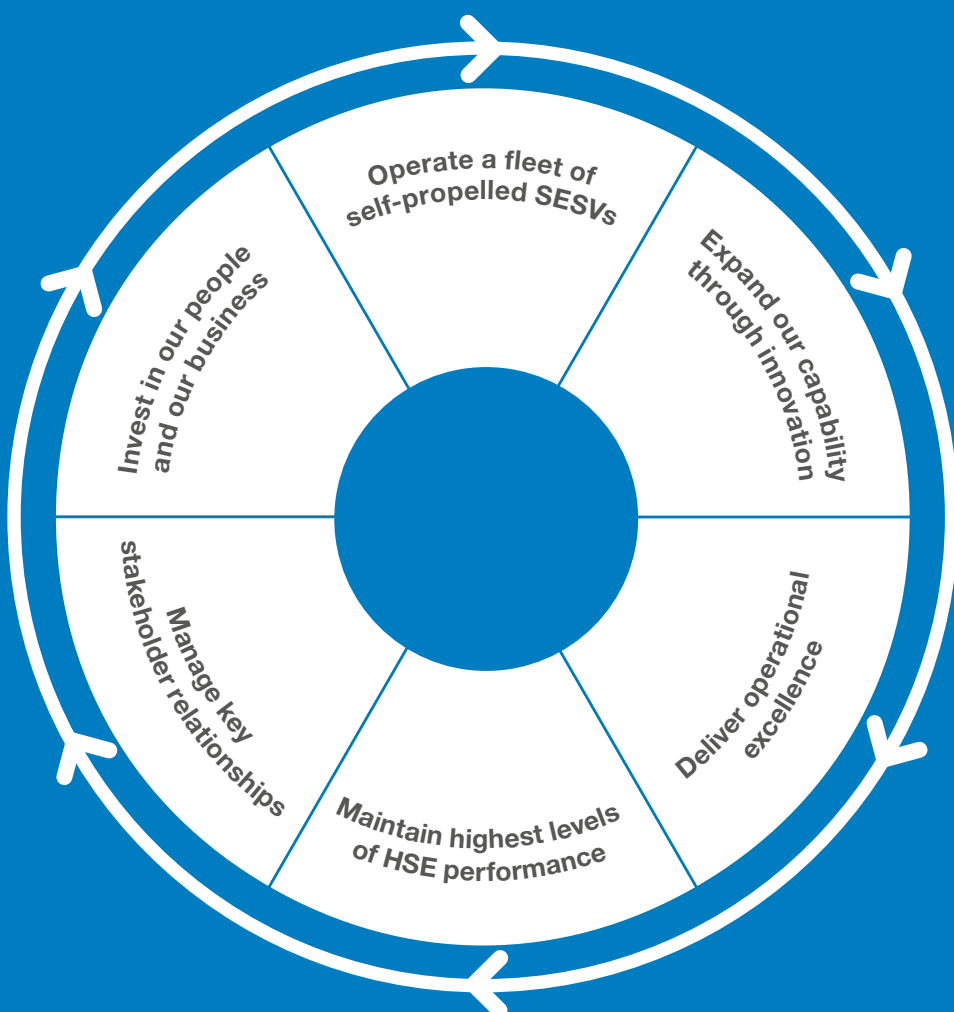 Operate a fleet of
self-propelled SESVs
Expand our capability
through innovation
Deliver operational
excellence
Maintain highest levels
of HSE performance
Manage key
stakeholder relationships
Invest in our people
and our business